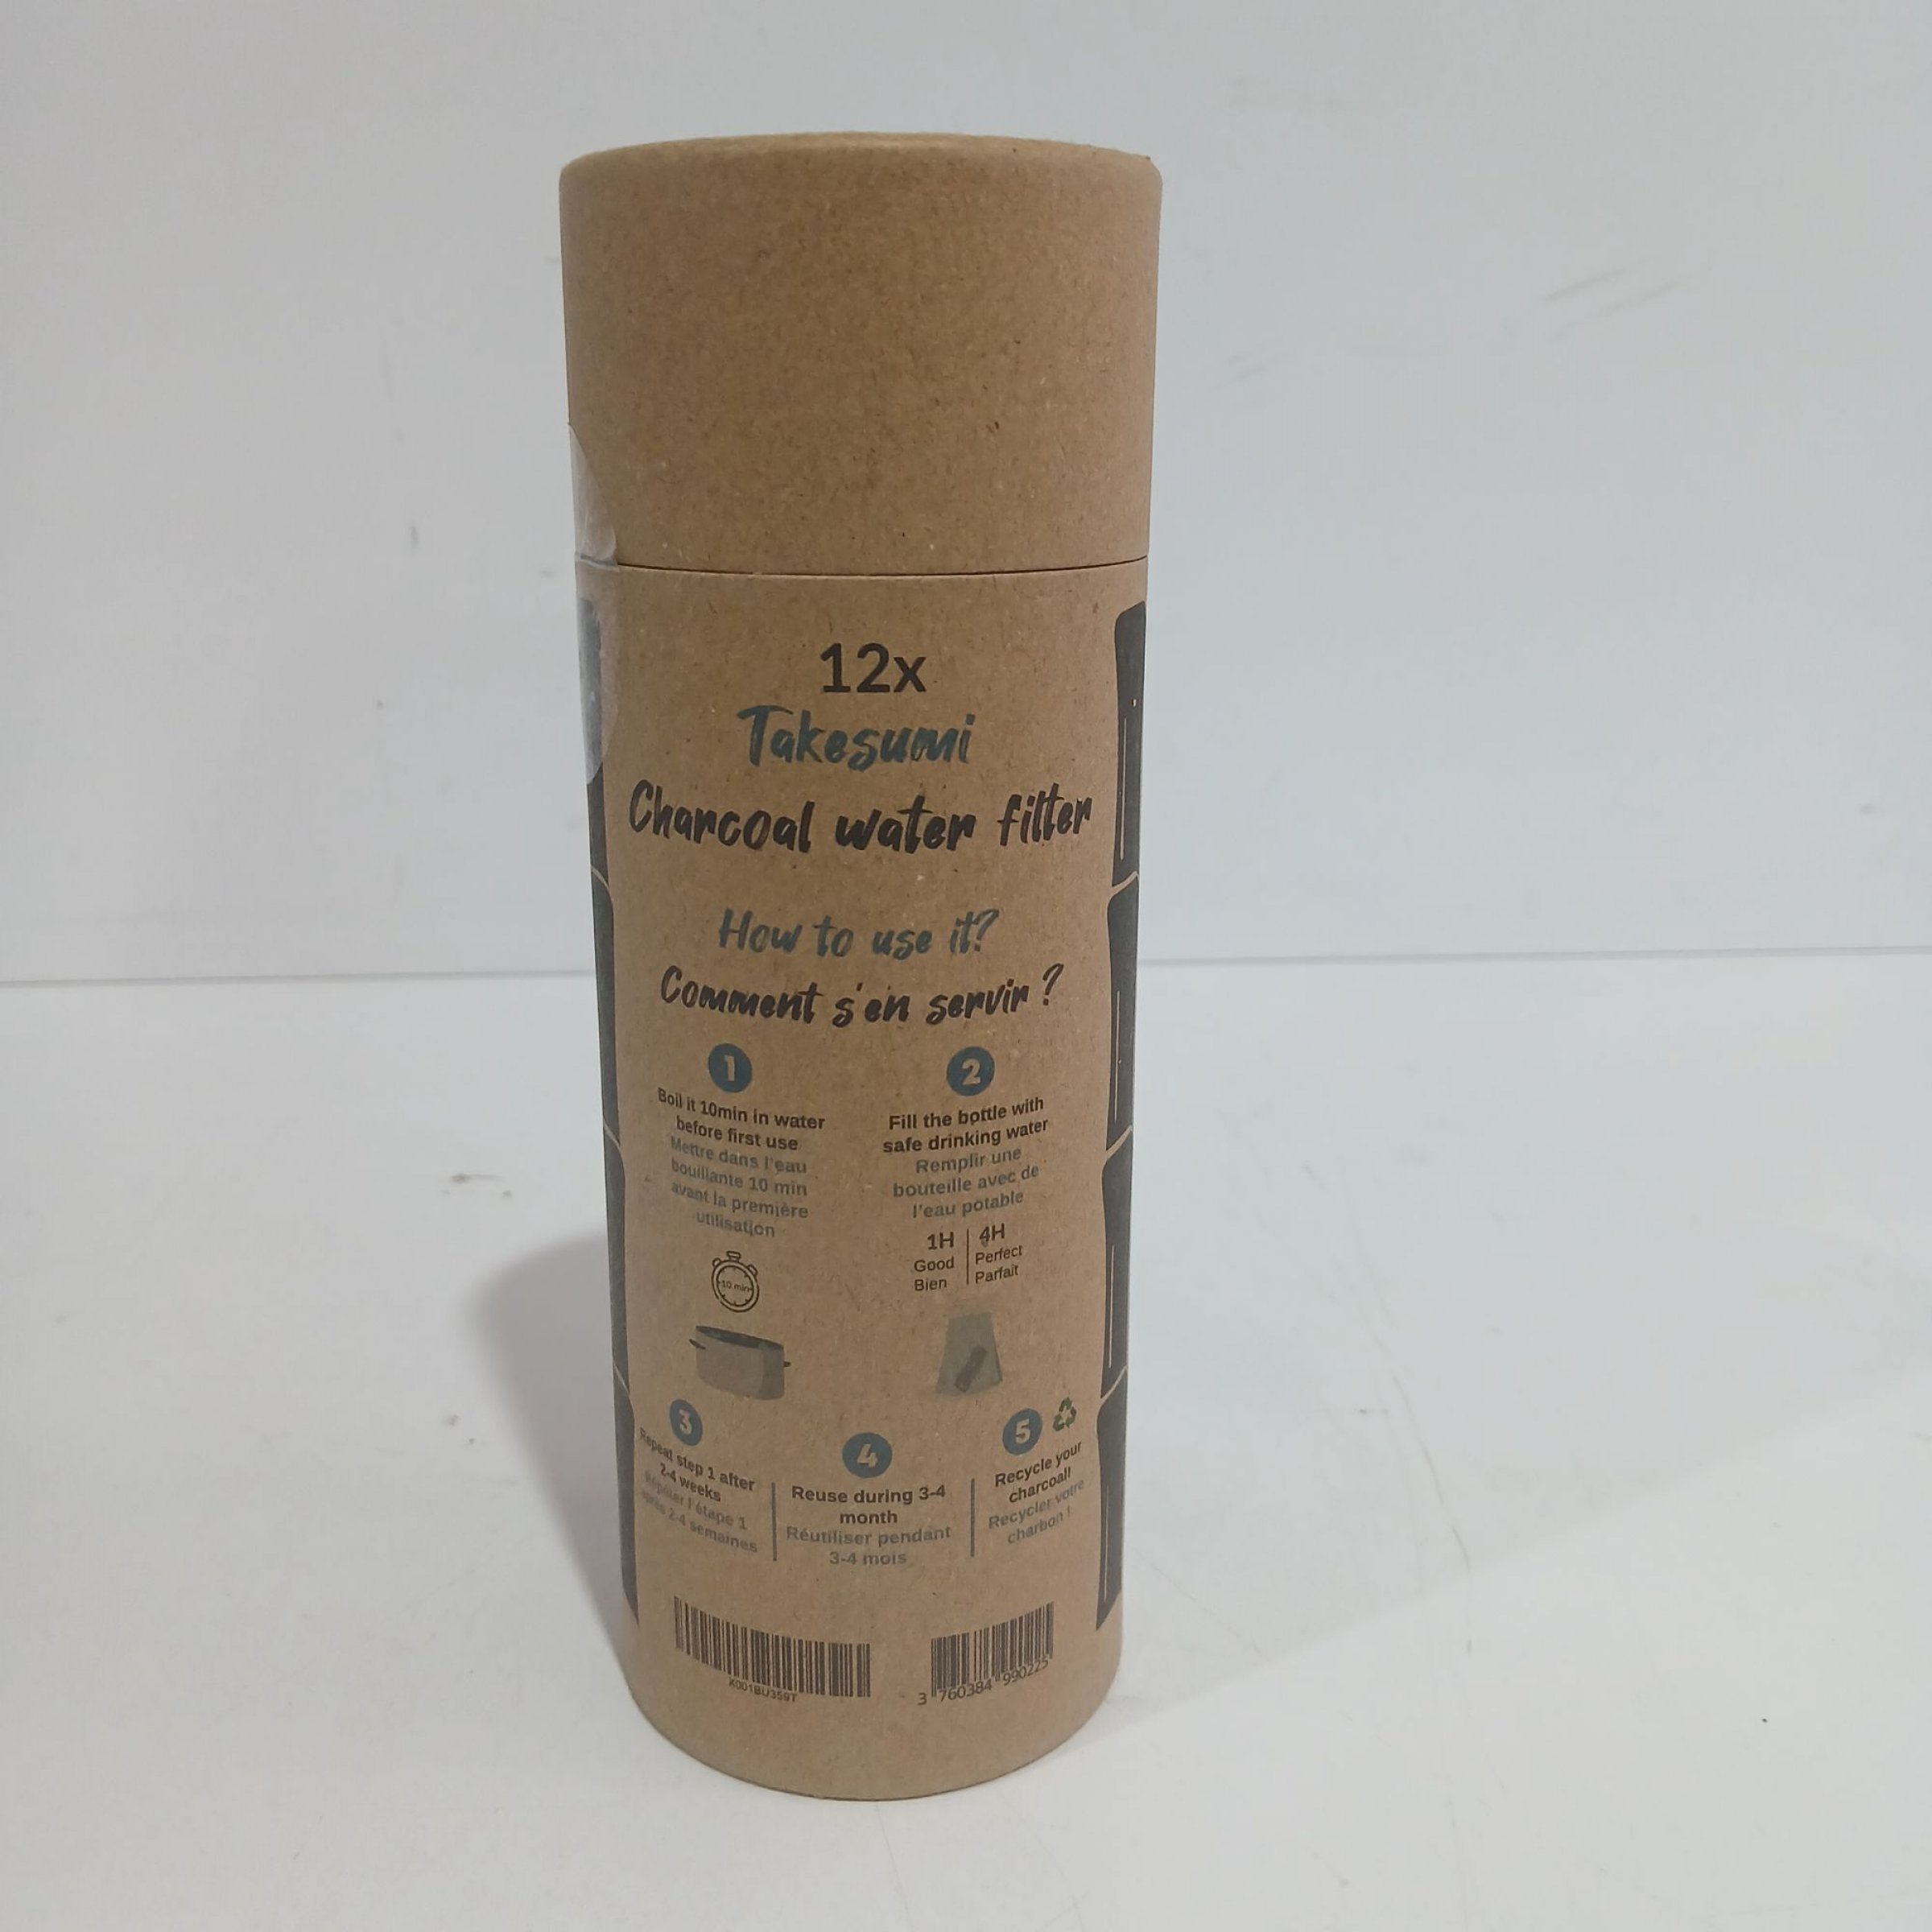 12x
Takesumi
Charcoal water filter
How to use it?
Comment s'en servir ?
1
Boil it 10min in water
before first use
Mettre dans l'eau
bouillante 10 min
avant la première
utilisation
10 min
2
Fill the bottle with
safe drinking water
Remplir une
bouteille avec de
l'eau potable
1H
Good
Bien
4H
Perfect
Parfait
3
Repeat step 1 after
2-4 weeks
Répéter l'étape 1
après 2-4 semaines
4
Reuse during 3-4
month
Réutiliser pendant
3-4 mois
5
Recycle your
charcoal!
Recycler votre
charbon !
X001BU359T
3 760384 990225